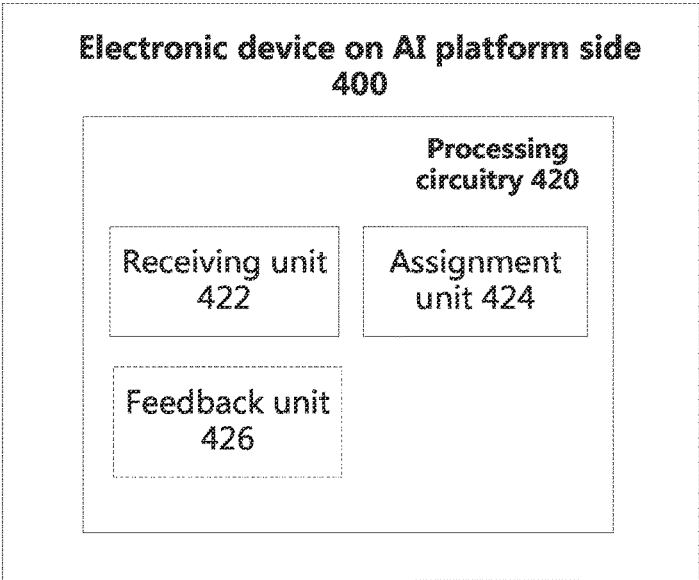 Electronic device on AI platform side
400
Processing
circuitry 420
Receiving unit
422
Assignment
unit 424
Feedback unit
426